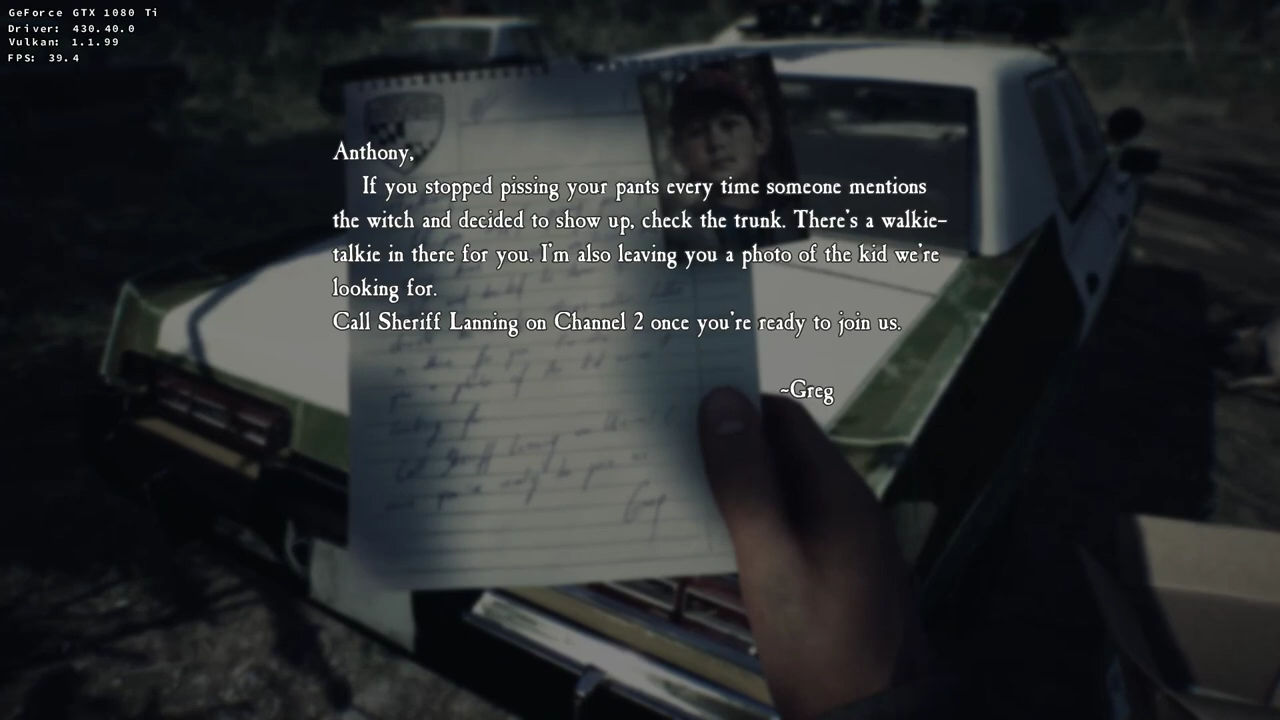 GeForce GTX 1080 Ti
Driver: 430.40.0
Vulkan: 1.1.99
FPS: 39.4
Anthony,
If you stopped pissing your pants every time someone mentions
the witch and decided to show up, check the trunk. There's a walkie-
talkie in there for you. I'm also leaving you a photo of the kid we're
looking for.
Call Sheriff Lanning on Channel 2 once you're ready to join us.
~Greg